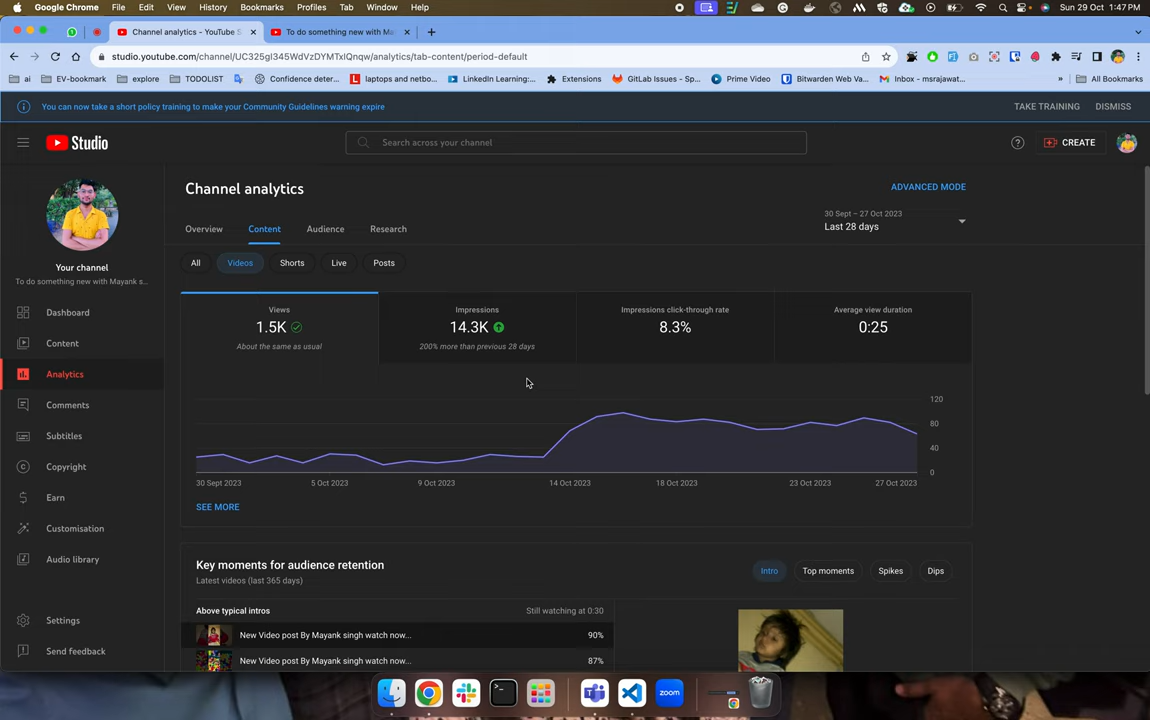 Google Chrome File Edit View History Bookmarks Profiles Tab Window Help Sun 29 Oct 1:47 PM
Channel analytics - YouTube S
To do something new with Ma
studio.youtube.com/channel/UC325gI345WdVzDYMTxIQnqw/analytics/tab-content/period-default
ai EV-bookmark explore TODOLIST Confidence deter... laptops and netbo... LinkedIn Learning:... Extensions GitLab Issues - Sp... Prime Video Bitwarden Web Va... Inbox - msrajawat... » All Bookmarks
You can now take a short policy training to make your Community Guidelines warning expire TAKE TRAINING DISMISS
Studio
Search across your channel
CREATE
Channel analytics
ADVANCED MODE
30 Sept – 27 Oct 2023
Last 28 days
Overview Content Audience Research
All Videos Shorts Live Posts
Your channel
To do something new with Mayank s...
Dashboard
Content
Analytics
Comments
Subtitles
Copyright
Earn
Customisation
Audio library
Settings
Send feedback
Views
1.5K
About the same as usual
Impressions
14.3K
200% more than previous 28 days
Impressions click-through rate
8.3%
Average view duration
0:25
120
80
40
0
30 Sept 2023 5 Oct 2023 9 Oct 2023 14 Oct 2023 18 Oct 2023 23 Oct 2023 27 Oct 2023
SEE MORE
Key moments for audience retention
Latest videos (last 365 days)
Intro Top moments Spikes Dips
Above typical intros Still watching at 0:30
New Video post By Mayank singh watch now... 90%
New Video post By Mayank singh watch now... 87%
zoom